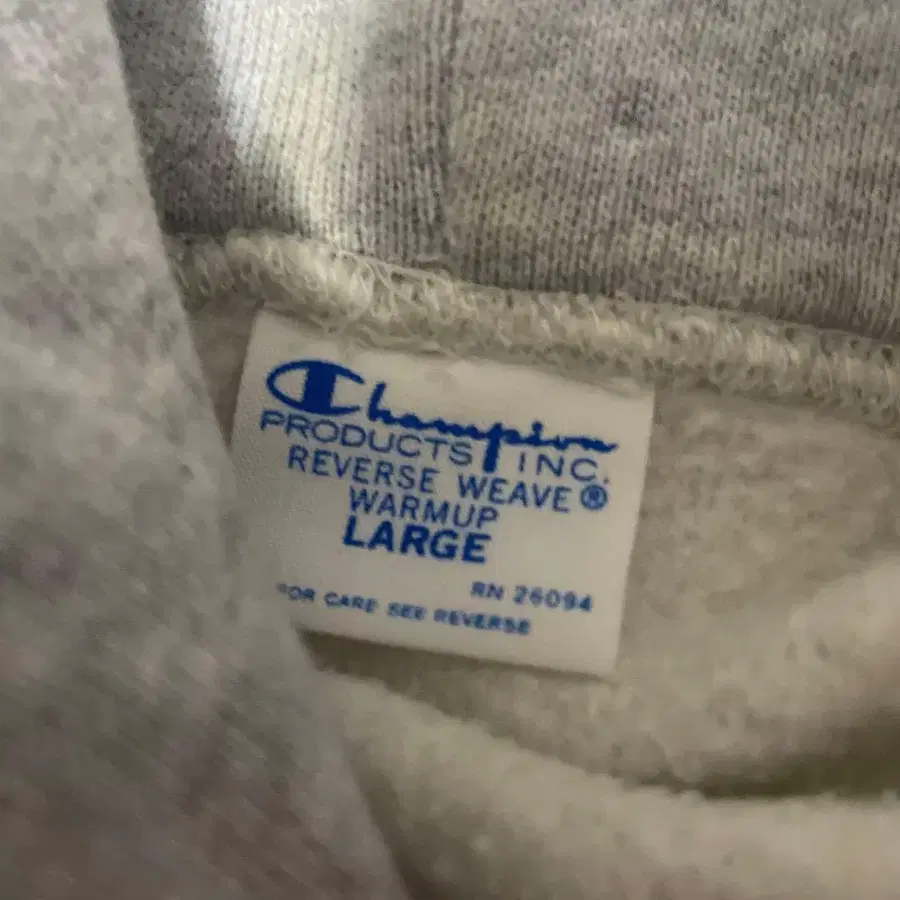 Champion
PRODUCTS INC.
REVERSE WEAVE®
WARMUP
LARGE
RN 26094
FOR CARE SEE REVERSE